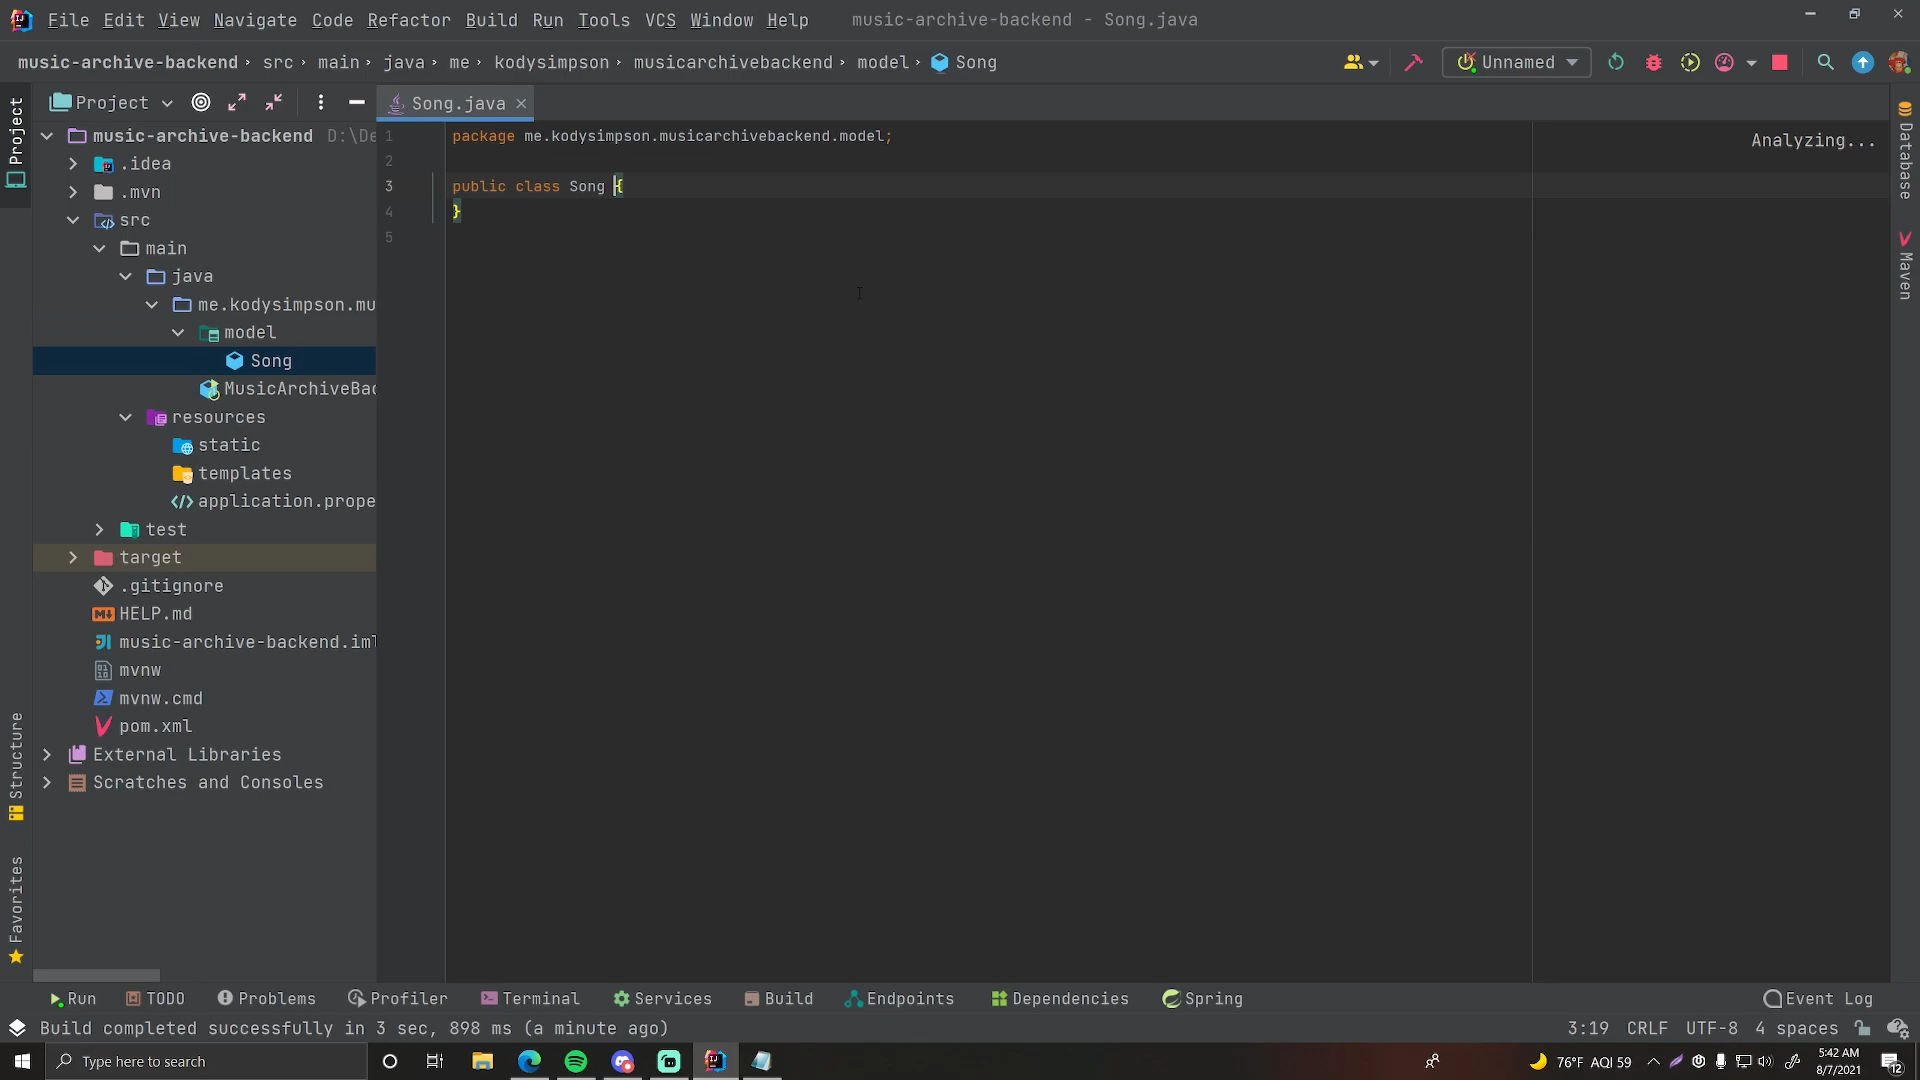 File Edit View Navigate Code Refactor Build Run Tools VCS Window Help music-archive-backend - Song.java
music-archive-backend src main java me kodysimpson musicarchivebackend model Song Unnamed
Project
Song.java
Project
music-archive-backend D:\De
.idea
.mvn
src
main
java
me.kodysimpson.mu
model
Song
MusicArchiveBac
resources
static
templates
application.prope
test
target
.gitignore
HELP.md
music-archive-backend.iml
mvnw
mvnw.cmd
pom.xml
External Libraries
Scratches and Consoles
Structure
Favorites
1 package me.kodysimpson.musicarchivebackend.model;
2
3 public class Song {
4 }
5
Analyzing...
Database
Maven
Run TODO Problems Profiler Terminal Services Build Endpoints Dependencies Spring Event Log
Build completed successfully in 3 sec, 898 ms (a minute ago) 3:19 CRLF UTF-8 4 spaces
Type here to search 76°F AQI 59 5:42 AM
8/7/2021
12